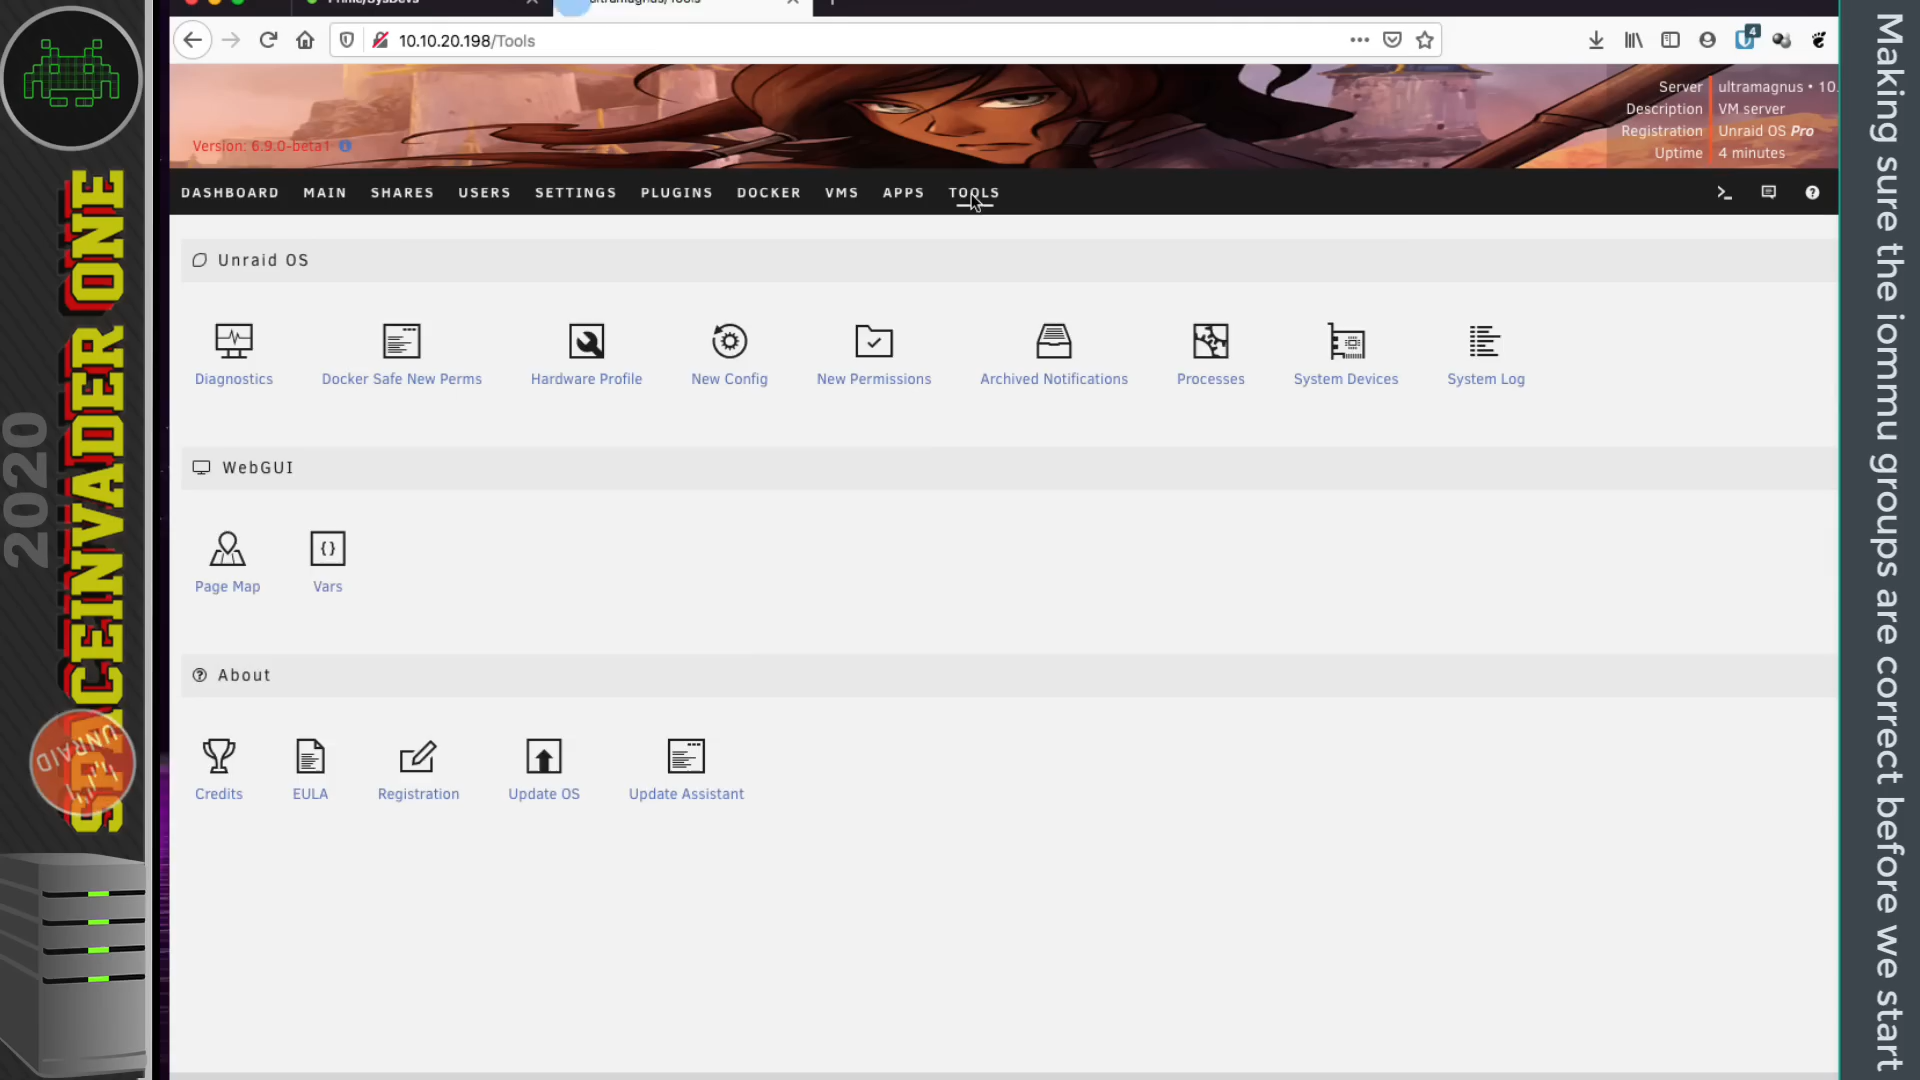 10.10.20.198/Tools
4
Server ultramagnus • 10.
Description VM server
Registration Unraid OS Pro
Uptime 4 minutes
Version: 6.9.0-beta1
DASHBOARD MAIN SHARES USERS SETTINGS PLUGINS DOCKER VMS APPS TOOLS
Unraid OS
Diagnostics Docker Safe New Perms Hardware Profile New Config New Permissions Archived Notifications Processes System Devices System Log
WebGUI
Page Map Vars
About
Credits EULA Registration Update OS Update Assistant
2020
SPACEINVADER ONE
UNRAID
Making sure the iommu groups are correct before we start